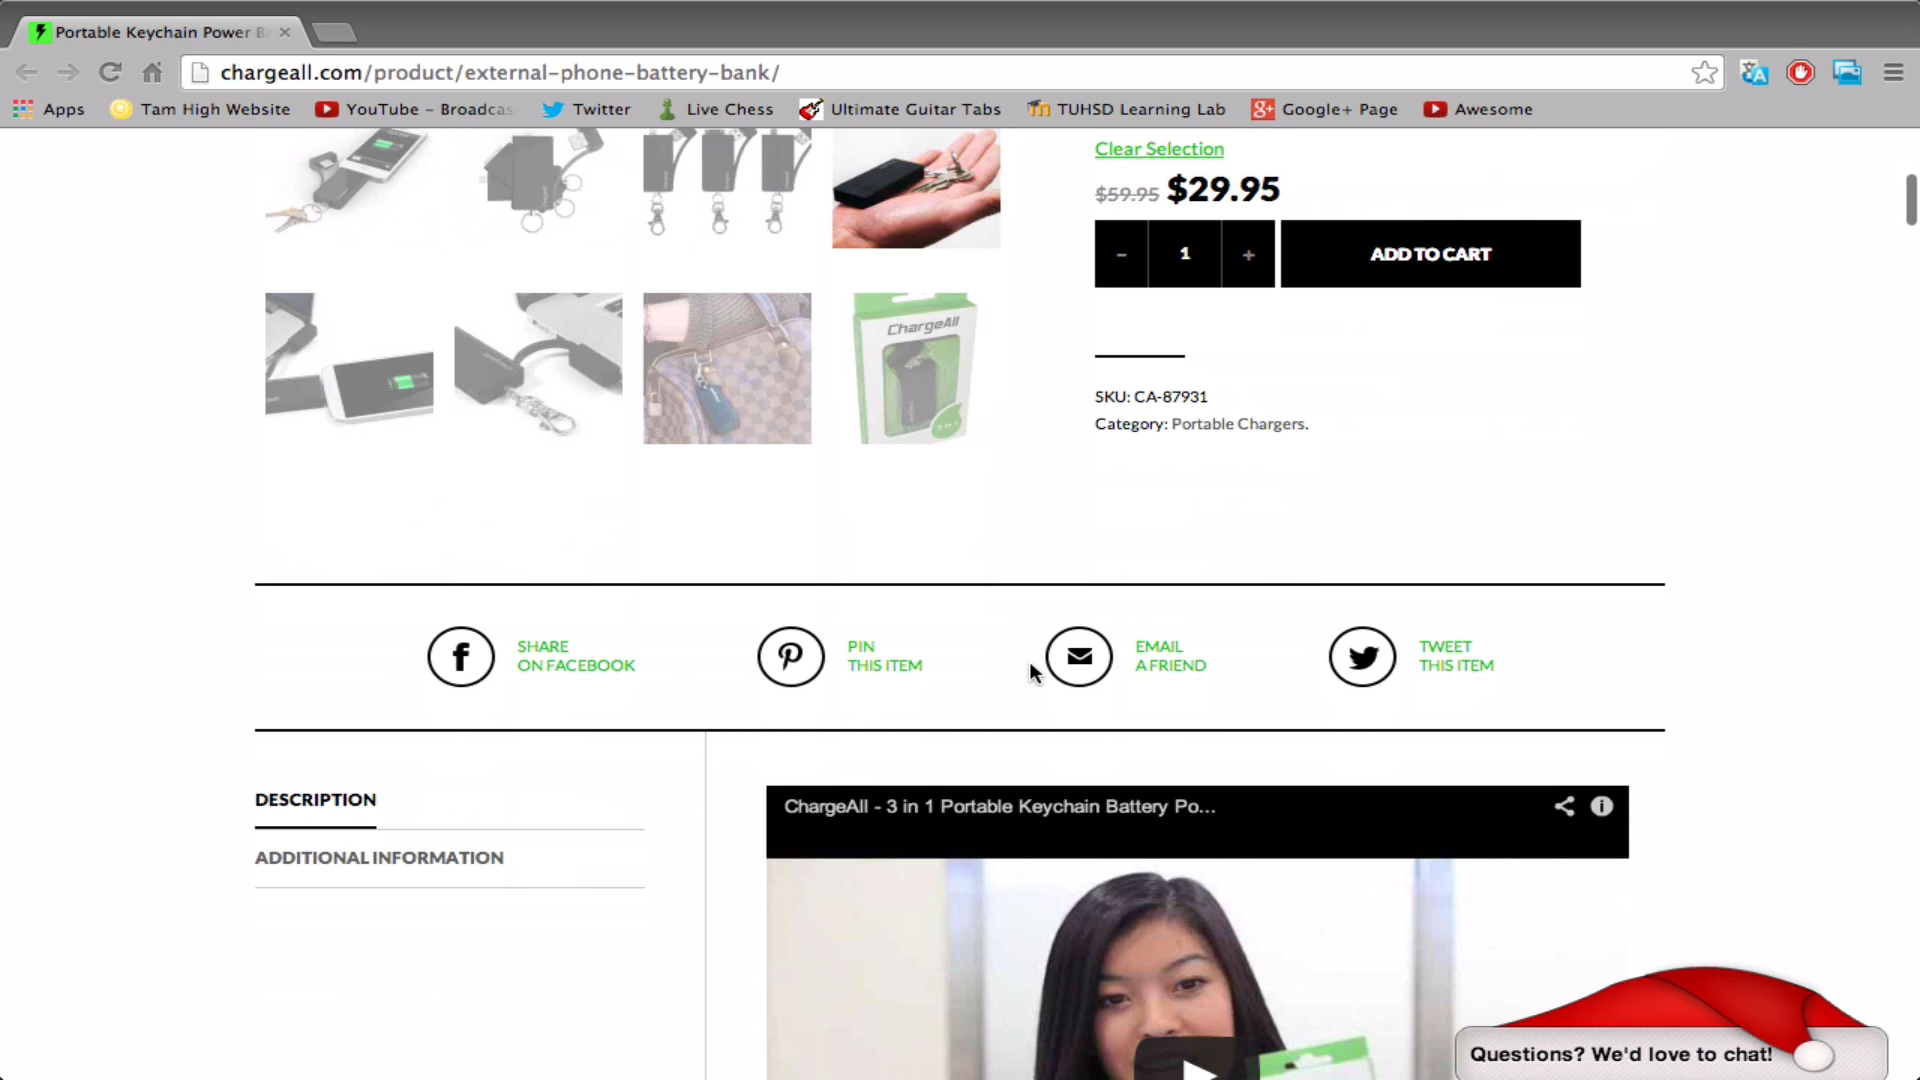 Portable Keychain Power B
chargeall.com/product/external-phone-battery-bank/
Apps
Tam High Website
YouTube - Broadcas
Twitter
Live Chess
Ultimate Guitar Tabs
TUHSD Learning Lab
Google+ Page
Awesome
Clear Selection
$59.95 $29.95
- 1 + ADD TO CART
ChargeAll
SKU: CA-87931
Category: Portable Chargers.
SHARE
ON FACEBOOK
PIN
THIS ITEM
EMAIL
A FRIEND
TWEET
THIS ITEM
DESCRIPTION
ADDITIONAL INFORMATION
ChargeAll - 3 in 1 Portable Keychain Battery Po...
Questions? We'd love to chat!